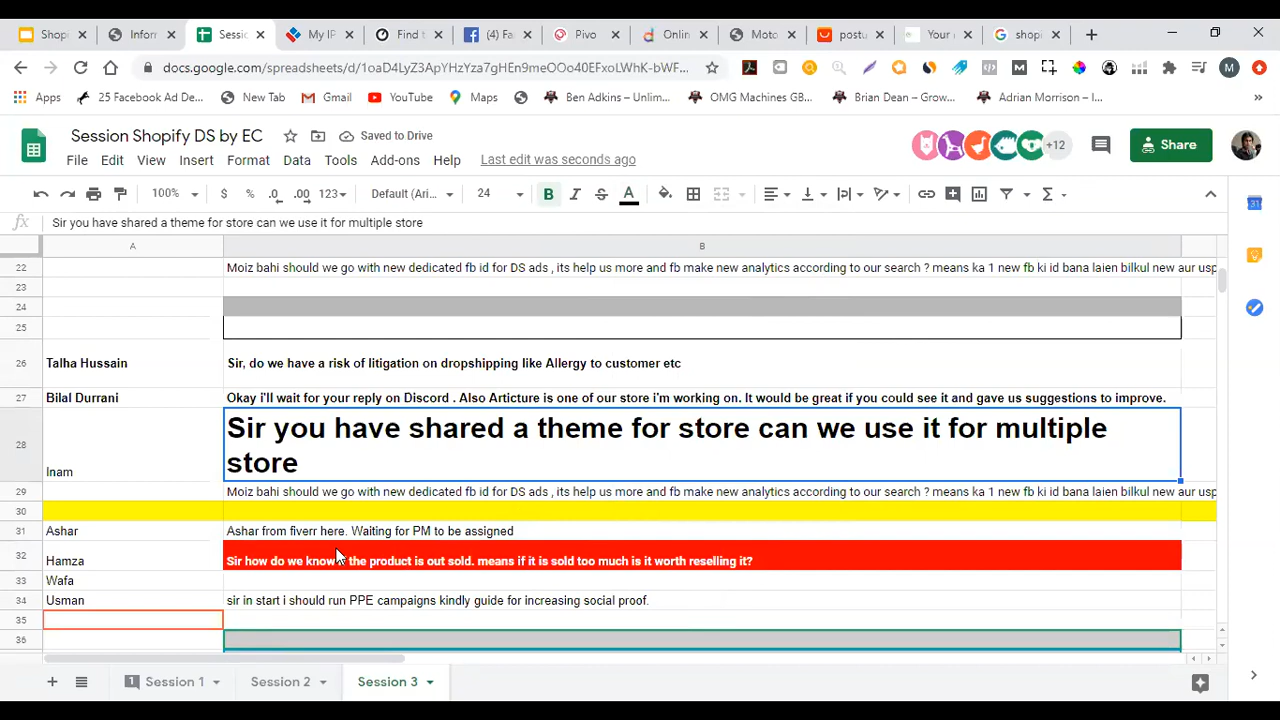 Shop
Inform
Sessio
My IP
Find t
(4) Fa
Pivo
Onlin
Moto
postu
Your
shopi
docs.google.com/spreadsheets/d/1oaD4LyZ3ApYHzYza7gHEn9meOOo40EFxoLWhK-bWF...
M
Apps
25 Facebook Ad De...
New Tab
Gmail
YouTube
Maps
Ben Adkins – Unlim...
OMG Machines GB...
Brian Dean – Grow...
Adrian Morrison – I...
»
Session Shopify DS by EC
Saved to Drive
+12
Share
File Edit View Insert Format Data Tools Add-ons Help Last edit was seconds ago
100% $ % .0 .00 123 Default (Ari... 24 B I S A
fx Sir you have shared a theme for store can we use it for multiple store
A B
22 Moiz bahi should we go with new dedicated fb id for DS ads , its help us more and fb make new analytics according to our search ? means ka 1 new fb ki id bana laien bilkul new aur usp
23
24
25
26 Talha Hussain Sir, do we have a risk of litigation on dropshipping like Allergy to customer etc
27 Bilal Durrani Okay i'll wait for your reply on Discord . Also Articture is one of our store i'm working on. It would be great if you could see it and gave us suggestions to improve.
28 Inam Sir you have shared a theme for store can we use it for multiple
store
29 Moiz bahi should we go with new dedicated fb id for DS ads , its help us more and fb make new analytics according to our search ? means ka 1 new fb ki id bana laien bilkul new aur usp
30
31 Ashar Ashar from fiverr here. Waiting for PM to be assigned
32 Hamza Sir how do we know the product is out sold. means if it is sold too much is it worth reselling it?
33 Wafa
34 Usman sir in start i should run PPE campaigns kindly guide for increasing social proof.
35
36
1 Session 1 Session 2 Session 3